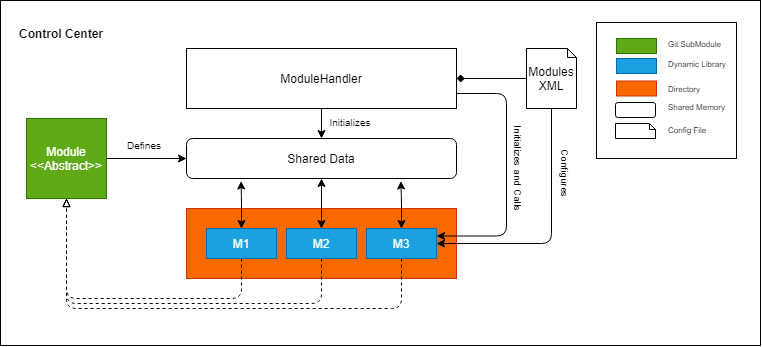 Control Center
ModuleHandler
Modules
XML
Git SubModule
Dynamic Library
Directory
Shared Memory
Config File
Initializes
Module
<<Abstract>>
Defines
Shared Data
Initializes and Calls
Configures
M1
M2
M3